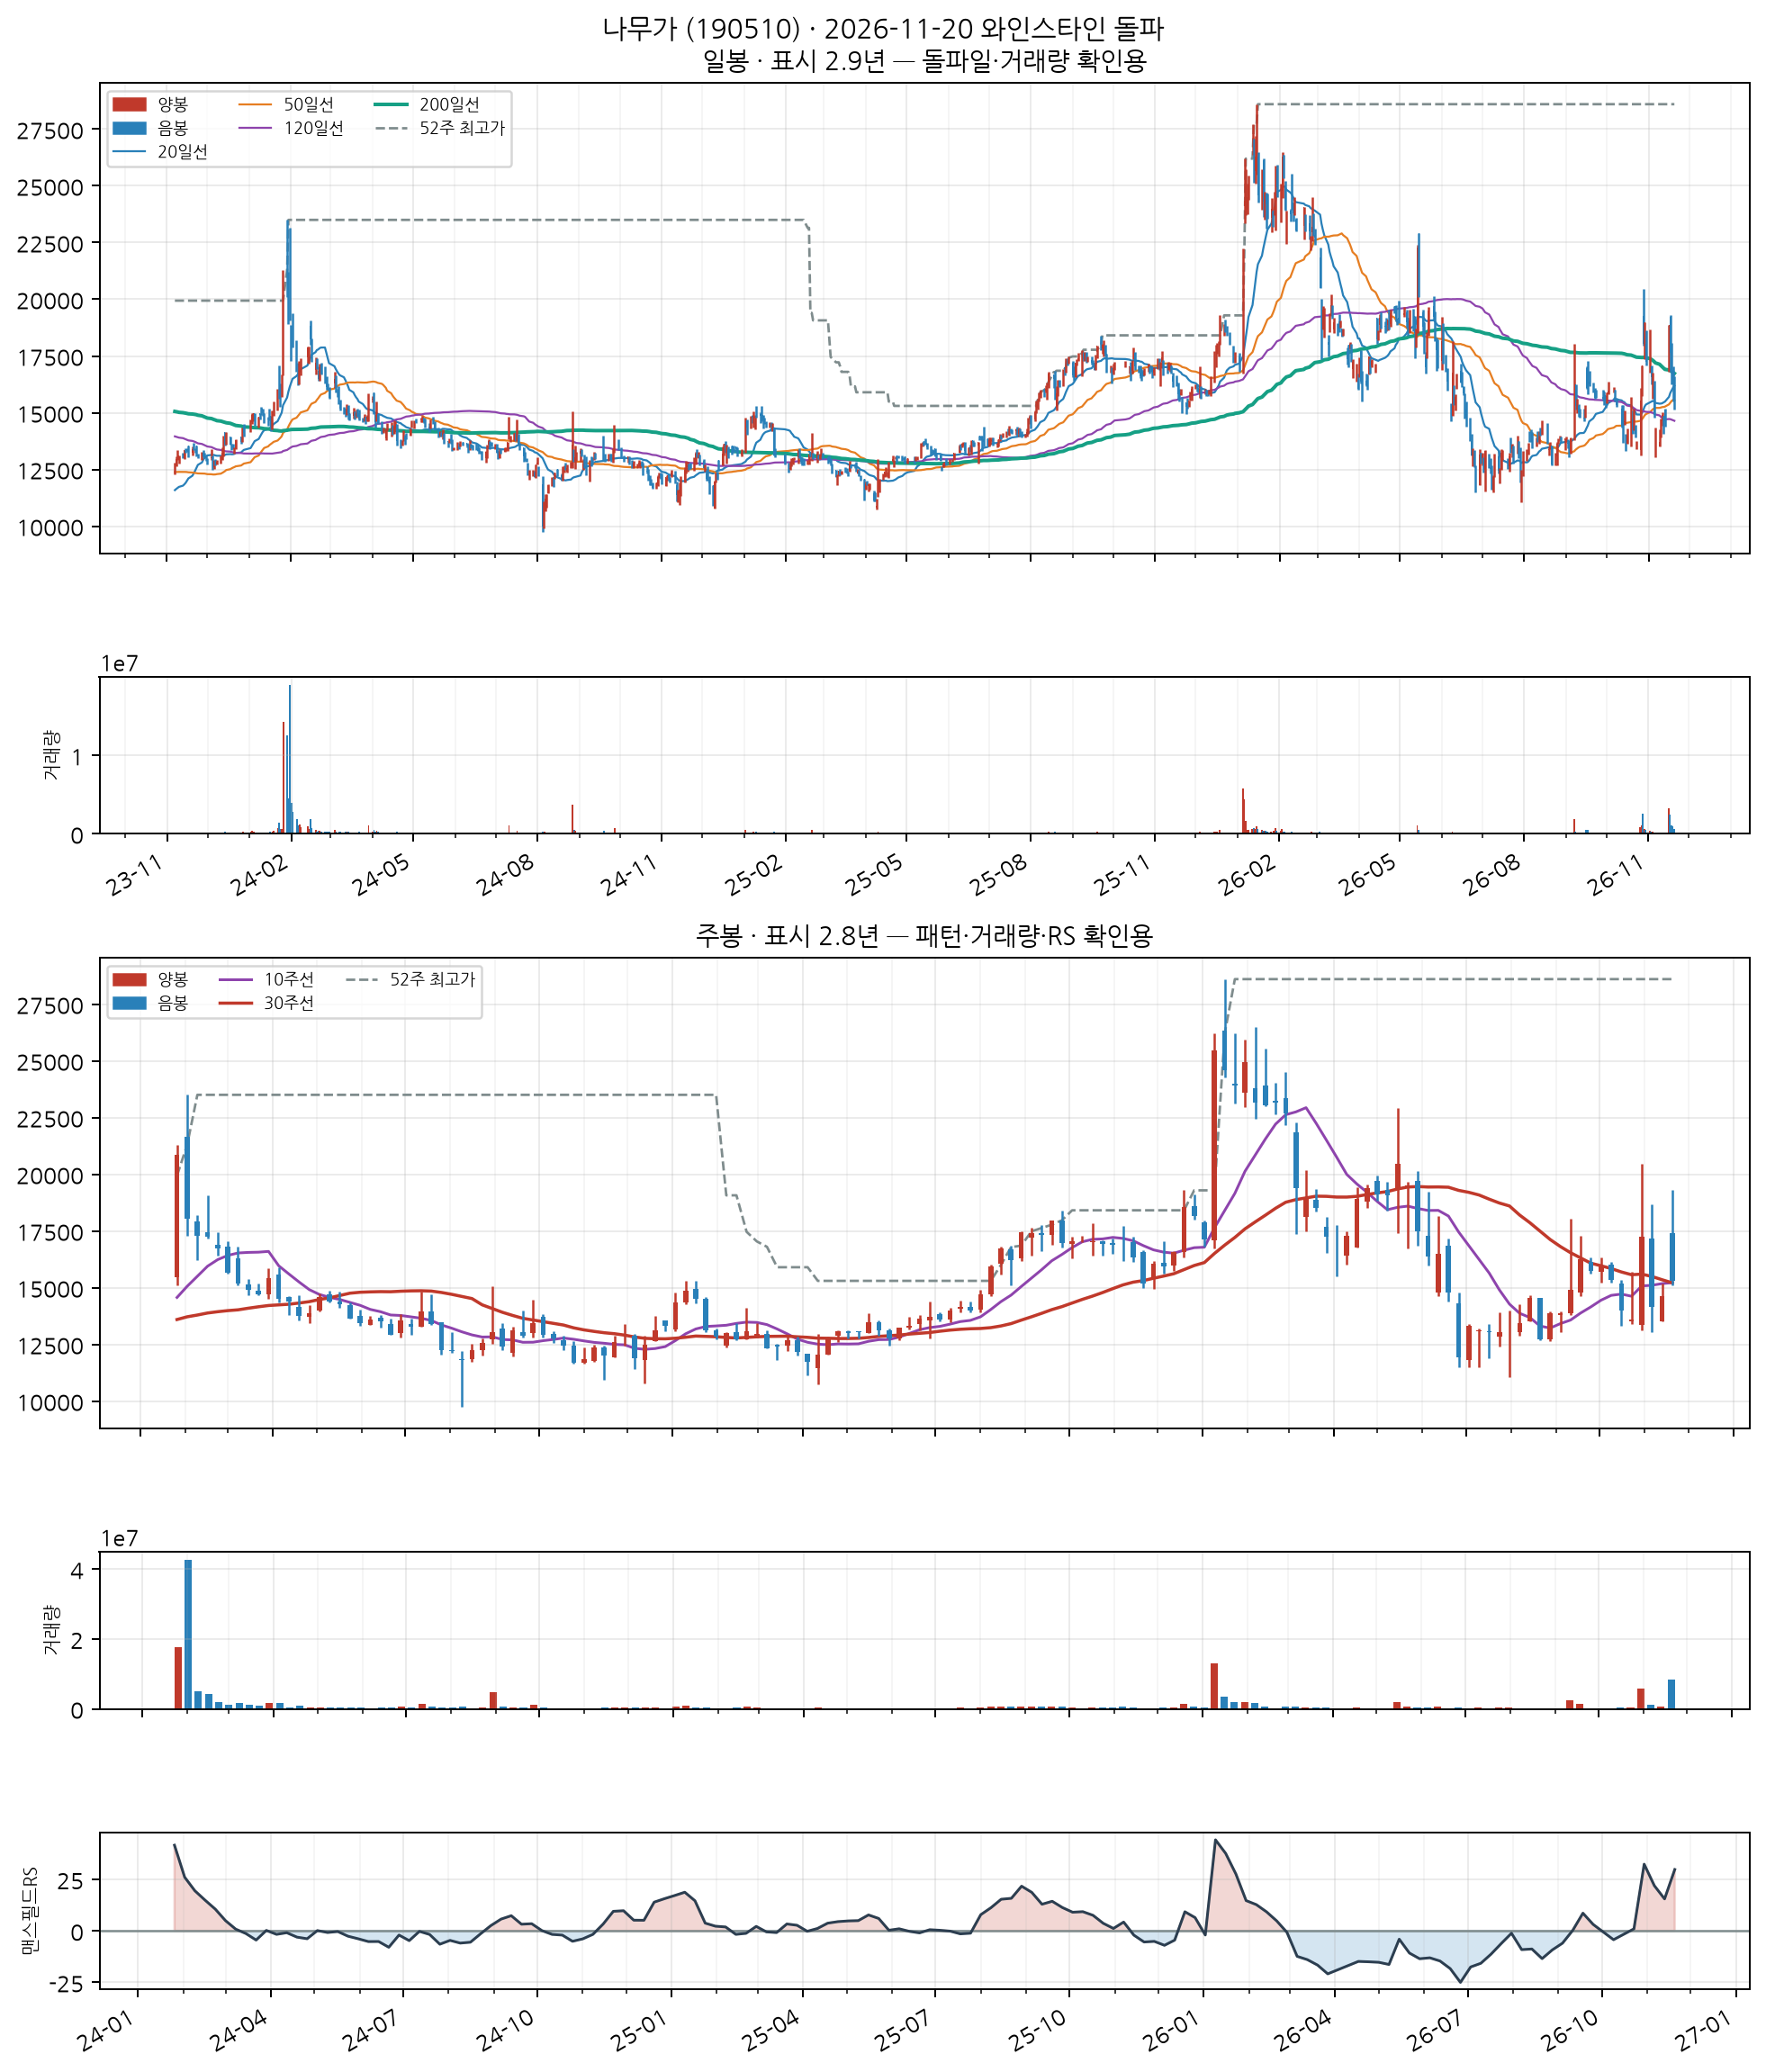 나무가 (190510) · 2026-11-20 와인스타인 돌파
일봉 · 표시 2.9년 — 돌파일·거래량 확인용
양봉
음봉
20일선
50일선
120일선
200일선
52주 최고가
27500
25000
22500
20000
17500
15000
12500
10000
1e7
거래량
1
0
23-11
24-02
24-05
24-08
24-11
25-02
25-05
25-08
25-11
26-02
26-05
26-08
26-11
주봉 · 표시 2.8년 — 패턴·거래량·RS 확인용
양봉
음봉
10주선
30주선
52주 최고가
27500
25000
22500
20000
17500
15000
12500
10000
1e7
거래량
4
2
0
맨스필드RS
25
0
-25
24-01
24-04
24-07
24-10
25-01
25-04
25-07
25-10
26-01
26-04
26-07
26-10
27-01